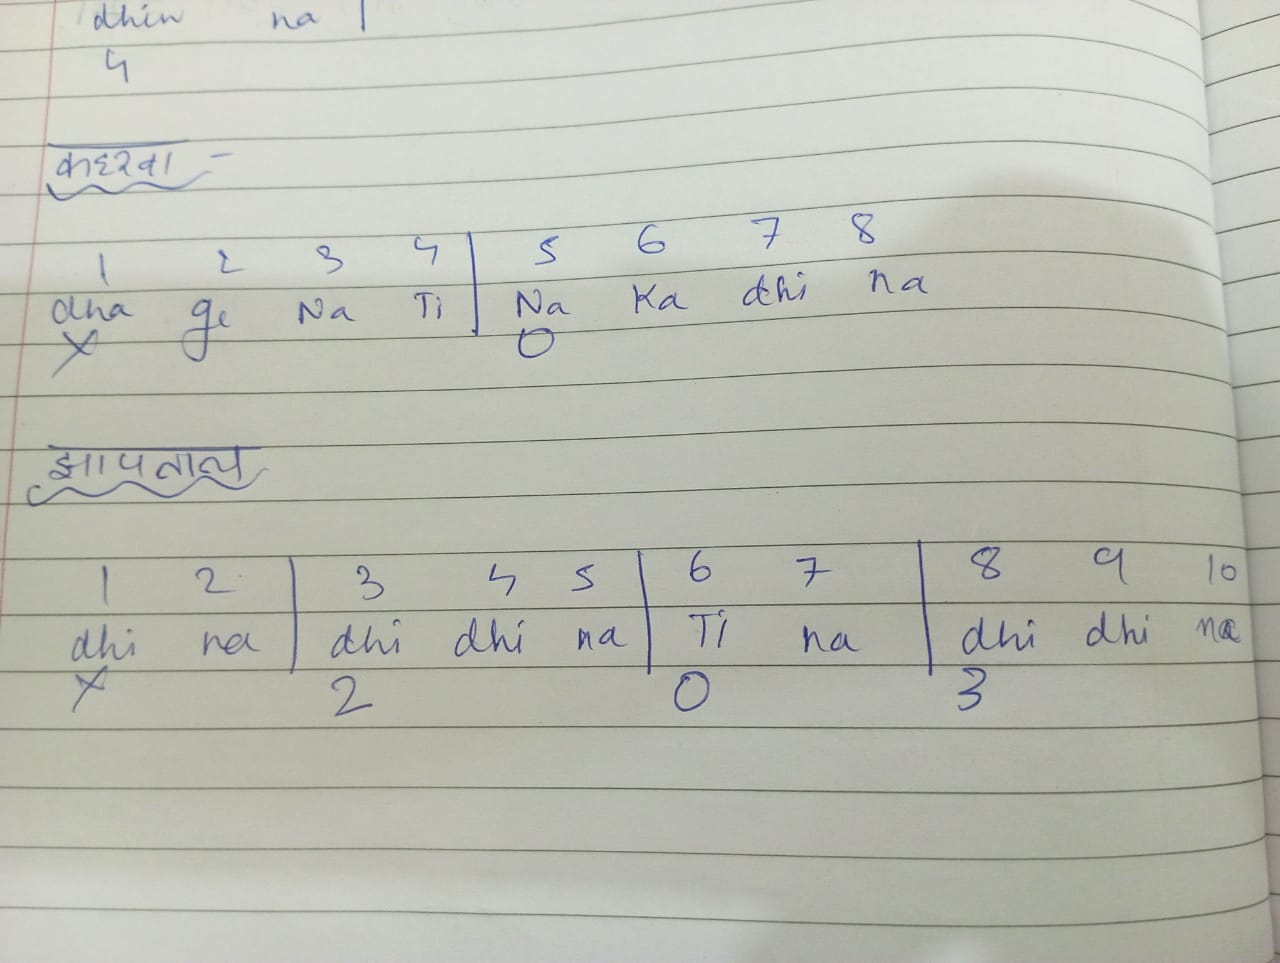 dhin na |
4
कहरवा -
1 2 3 4 | 5 6 7 8
dha ge Na Ti | Na Ka dhi na
X 0
झापताल
1 2 | 3 4 5 | 6 7 | 8 9 10
dhi na | dhi dhi na | Ti na | dhi dhi na
X 2 0 3